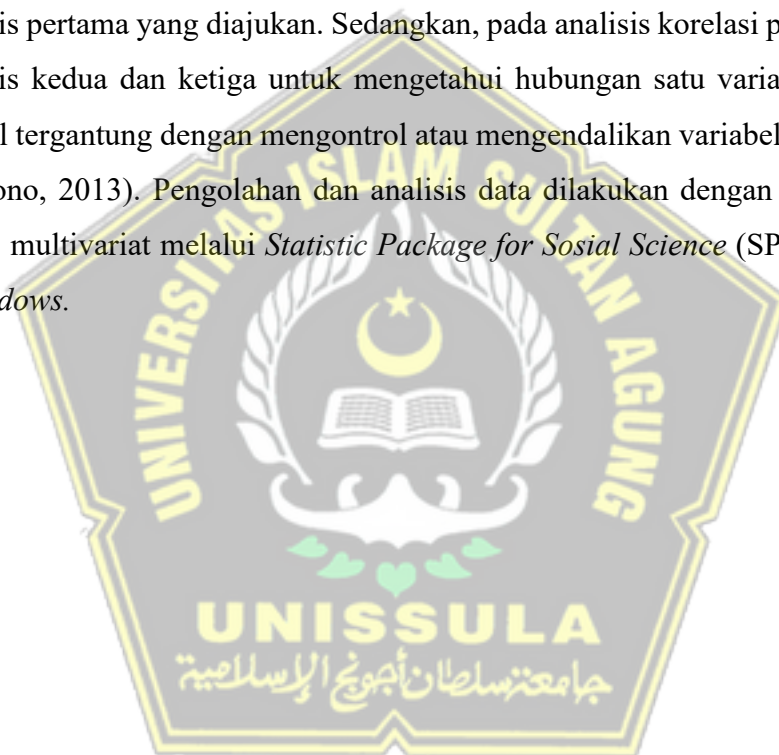 is pertama yang diajukan. Sedangkan, pada analisis korelasi p
is kedua dan ketiga untuk mengetahui hubungan satu varia
l tergantung dengan mengontrol atau mengendalikan variabel
ono, 2013). Pengolahan dan analisis data dilakukan dengan
multivariat melalui Statistic Package for Sosial Science (SP
dows.
UNIVERSITAS ISLAM SULTAN AGUNG
UNISSULA
جامعة سلطان أجونج الإسلامية